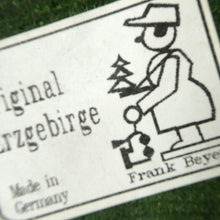 riginal
rzgebirge
Made in
Germany
Frank Beye